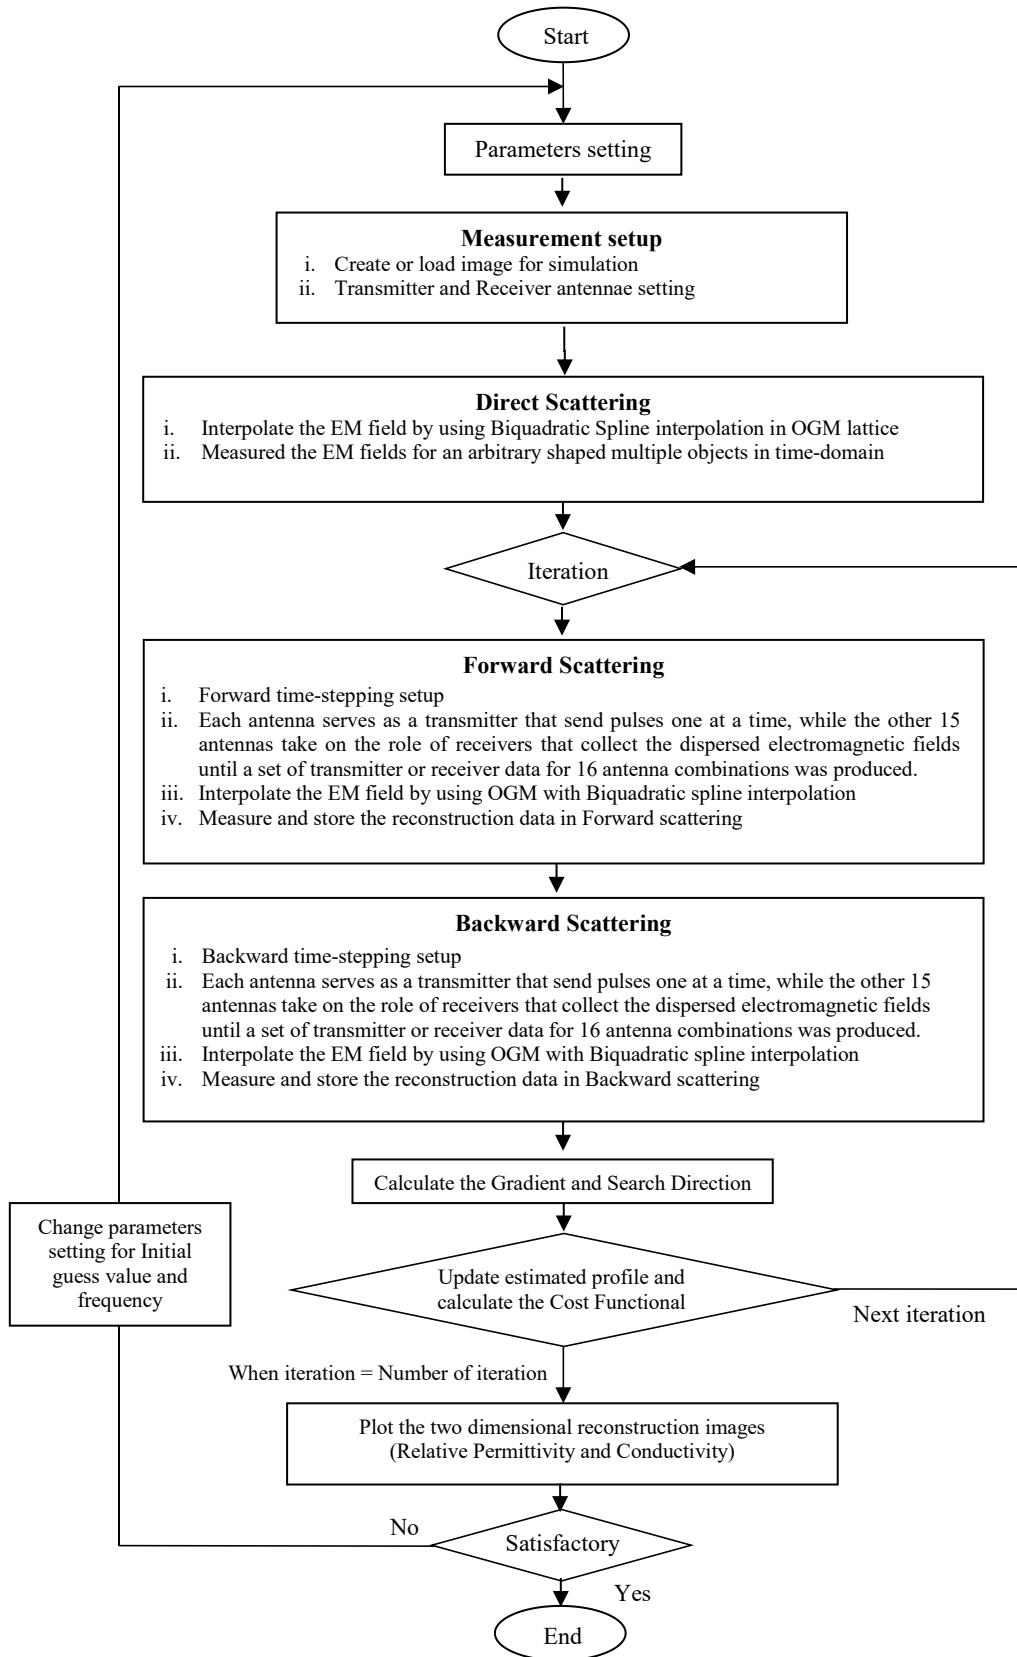 Start
Parameters setting
Measurement setup
i. Create or load image for simulation
ii. Transmitter and Receiver antennae setting
Direct Scattering
i. Interpolate the EM field by using Biquadratic Spline interpolation in OGM lattice
ii. Measured the EM fields for an arbitrary shaped multiple objects in time-domain
Iteration
Forward Scattering
i. Forward time-stepping setup
ii. Each antenna serves as a transmitter that send pulses one at a time, while the other 15
antennas take on the role of receivers that collect the dispersed electromagnetic fields
until a set of transmitter or receiver data for 16 antenna combinations was produced.
iii. Interpolate the EM field by using OGM with Biquadratic spline interpolation
iv. Measure and store the reconstruction data in Forward scattering
Backward Scattering
i. Backward time-stepping setup
ii. Each antenna serves as a transmitter that send pulses one at a time, while the other 15
antennas take on the role of receivers that collect the dispersed electromagnetic fields
until a set of transmitter or receiver data for 16 antenna combinations was produced.
iii. Interpolate the EM field by using OGM with Biquadratic spline interpolation
iv. Measure and store the reconstruction data in Backward scattering
Calculate the Gradient and Search Direction
Change parameters
setting for Initial
guess value and
frequency
Update estimated profile and
calculate the Cost Functional
Next iteration
When iteration = Number of iteration
Plot the two dimensional reconstruction images
(Relative Permittivity and Conductivity)
No
Satisfactory
Yes
End